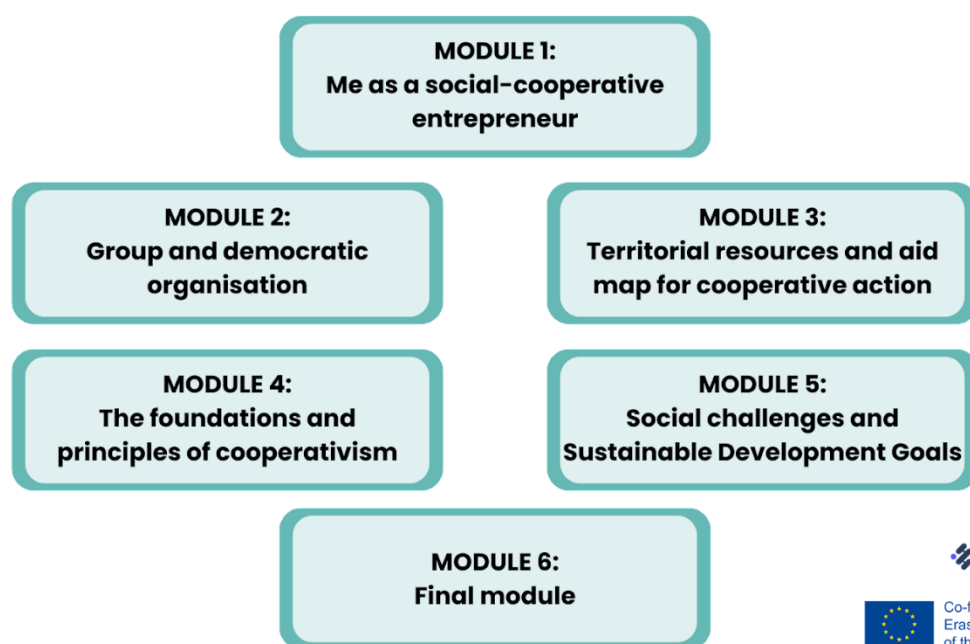 MODULE 1:
Me as a social-cooperative
entrepreneur
MODULE 2:
Group and democratic
organisation
MODULE 3:
Territorial resources and aid
map for cooperative action
MODULE 4:
The foundations and
principles of cooperativism
MODULE 5:
Social challenges and
Sustainable Development Goals
MODULE 6:
Final module
of the